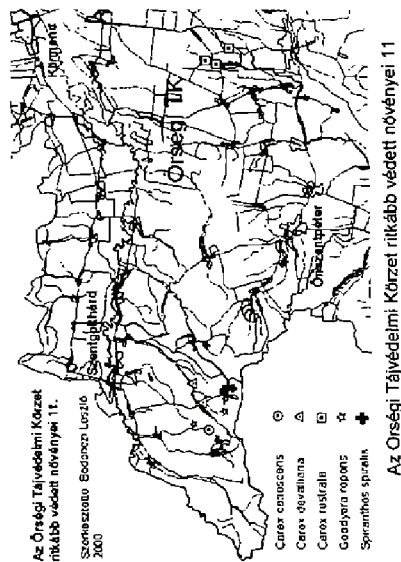 Az Őrségi Tájvédelmi Körzet
ritkább védett növényei 11.
Szerkesztette: Bodonczi László
2000
Szentgotthárd
Körmend
Őrségi TK
Őriszentpéter
Carex canescens
Carex davalliana
Carex rostrata
Goodyera repens
Spiranthes spiralis
Az Őrségi Tájvédelmi Körzet ritkább védett növényei 11